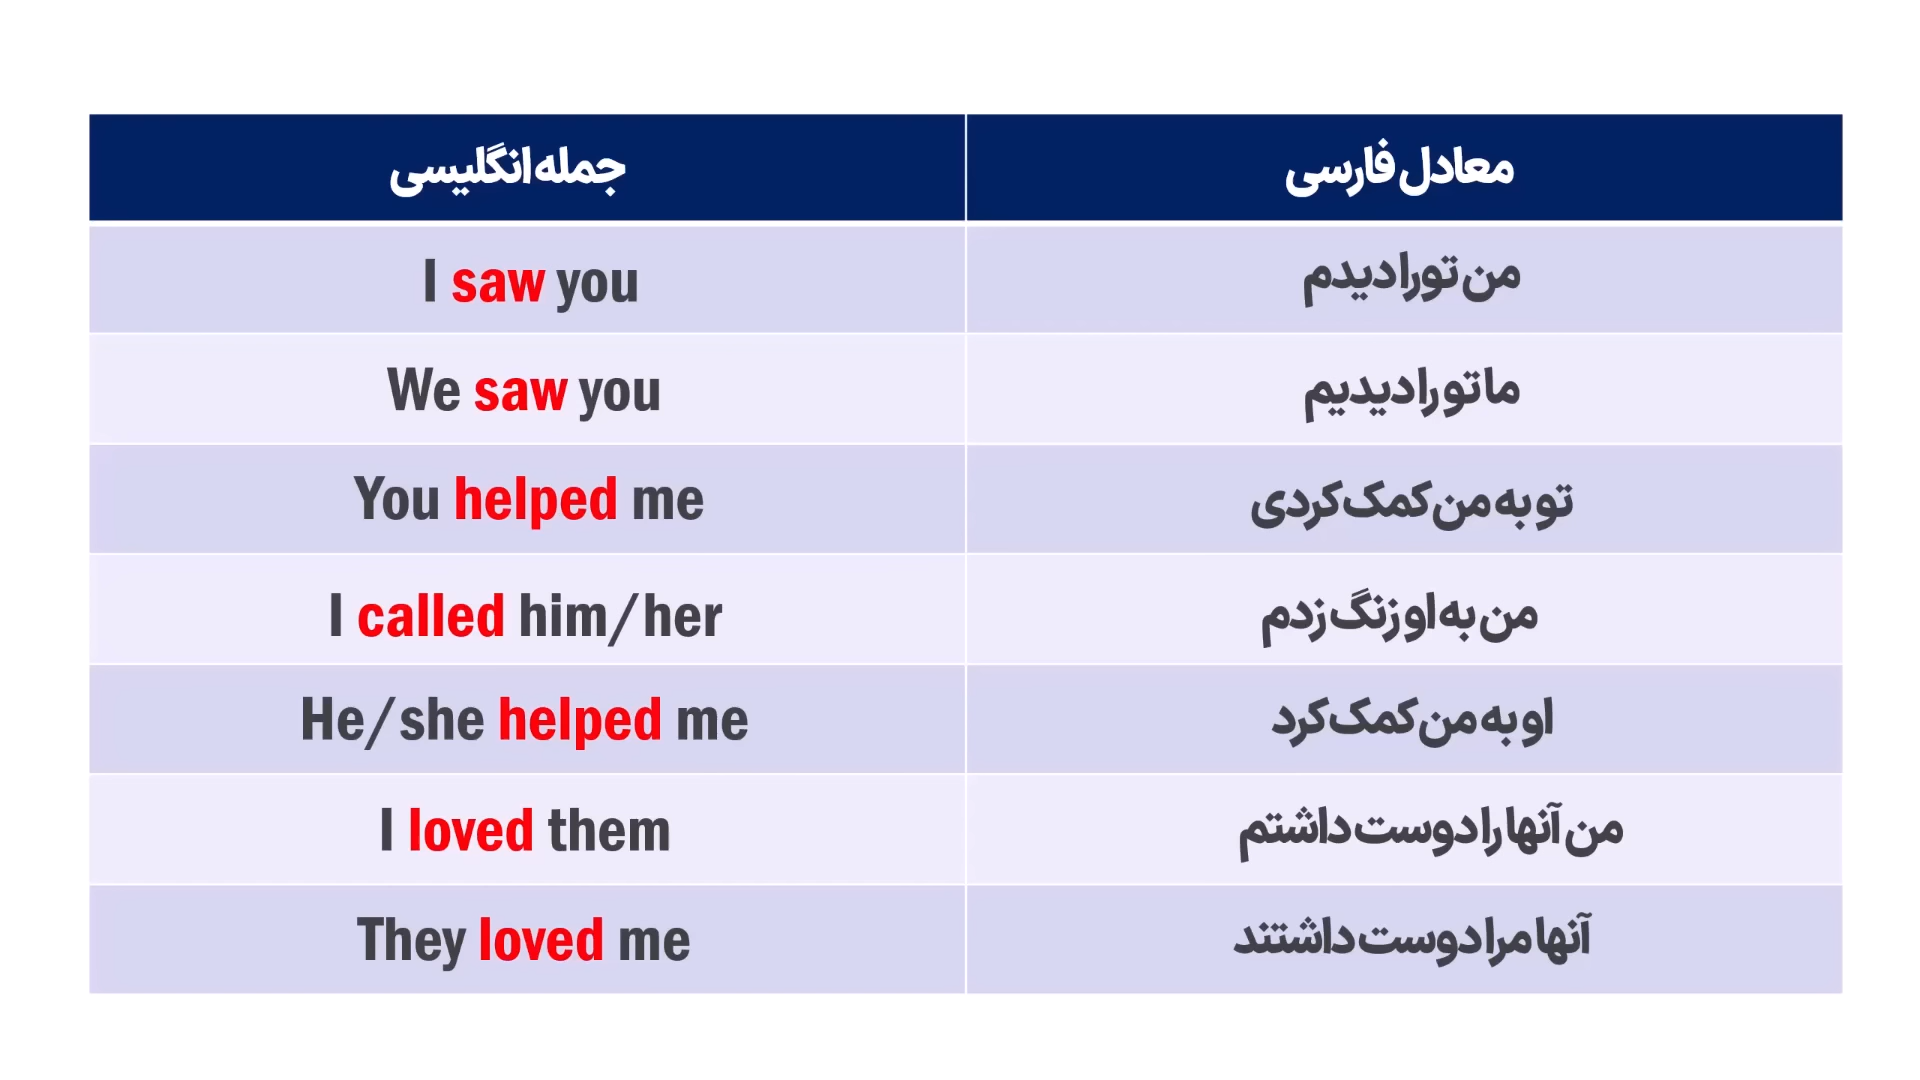 جمله انگلیسی	معادل فارسی
I saw you	من تو را دیدم
We saw you	ما تو را دیدیم
You helped me	تو به من کمک کردی
I called him/her	من به او زنگ زدم
He/she helped me	او به من کمک کرد
I loved them	من آنها را دوست داشتم
They loved me	آنها مرا دوست داشتند